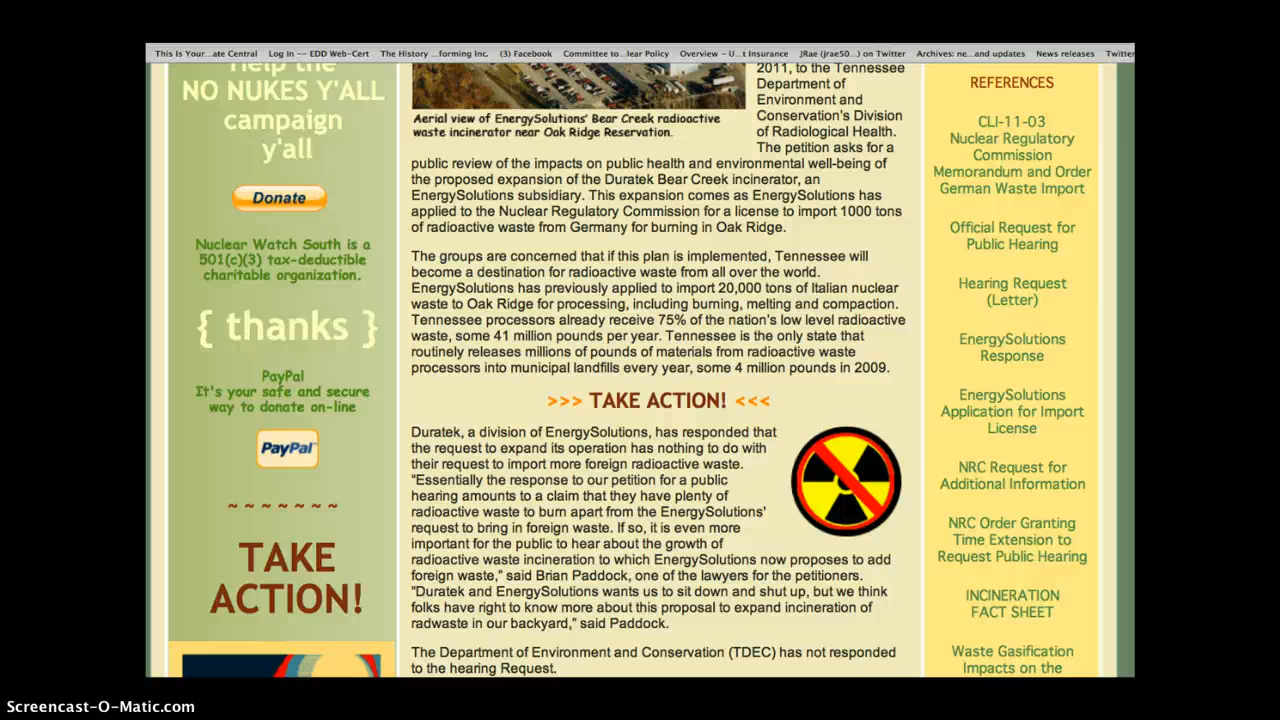 This Is Your...ate Central Log In -- EDD Web-Cert The History ...forming Inc. (3) Facebook Committee to...lear Policy Overview – U...t Insurance JRae (jrae50...) on Twitter Archives: ne...and updates News releases Twitter
help the
NO NUKES Y'ALL
campaign
y'all
Donate
Nuclear Watch South is a
501(c)(3) tax-deductible
charitable organization.
{ thanks }
PayPal
It's your safe and secure
way to donate on-line
PayPal
~ ~ ~ ~ ~ ~ ~
TAKE
ACTION!
Aerial view of EnergySolutions' Bear Creek radioactive
waste incinerator near Oak Ridge Reservation.
2011, to the Tennessee
Department of
Environment and
Conservation's Division
of Radiological Health.
The petition asks for a
public review of the impacts on public health and environmental well-being of
the proposed expansion of the Duratek Bear Creek incinerator, an
EnergySolutions subsidiary. This expansion comes as EnergySolutions has
applied to the Nuclear Regulatory Commission for a license to import 1000 tons
of radioactive waste from Germany for burning in Oak Ridge.
The groups are concerned that if this plan is implemented, Tennessee will
become a destination for radioactive waste from all over the world.
EnergySolutions has previously applied to import 20,000 tons of Italian nuclear
waste to Oak Ridge for processing, including burning, melting and compaction.
Tennessee processors already receive 75% of the nation's low level radioactive
waste, some 41 million pounds per year. Tennessee is the only state that
routinely releases millions of pounds of materials from radioactive waste
processors into municipal landfills every year, some 4 million pounds in 2009.
>>> TAKE ACTION! <<<
Duratek, a division of EnergySolutions, has responded that
the request to expand its operation has nothing to do with
their request to import more foreign radioactive waste.
"Essentially the response to our petition for a public
hearing amounts to a claim that they have plenty of
radioactive waste to burn apart from the EnergySolutions'
request to bring in foreign waste. If so, it is even more
important for the public to hear about the growth of
radioactive waste incineration to which EnergySolutions now proposes to add
foreign waste," said Brian Paddock, one of the lawyers for the petitioners.
"Duratek and EnergySolutions wants us to sit down and shut up, but we think
folks have right to know more about this proposal to expand incineration of
radwaste in our backyard," said Paddock.
The Department of Environment and Conservation (TDEC) has not responded
to the hearing Request.
REFERENCES
CLI-11-03
Nuclear Regulatory
Commission
Memorandum and Order
German Waste Import
Official Request for
Public Hearing
Hearing Request
(Letter)
EnergySolutions
Response
EnergySolutions
Application for Import
License
NRC Request for
Additional Information
NRC Order Granting
Time Extension to
Request Public Hearing
INCINERATION
FACT SHEET
Waste Gasification
Impacts on the
Screencast-O-Matic.com